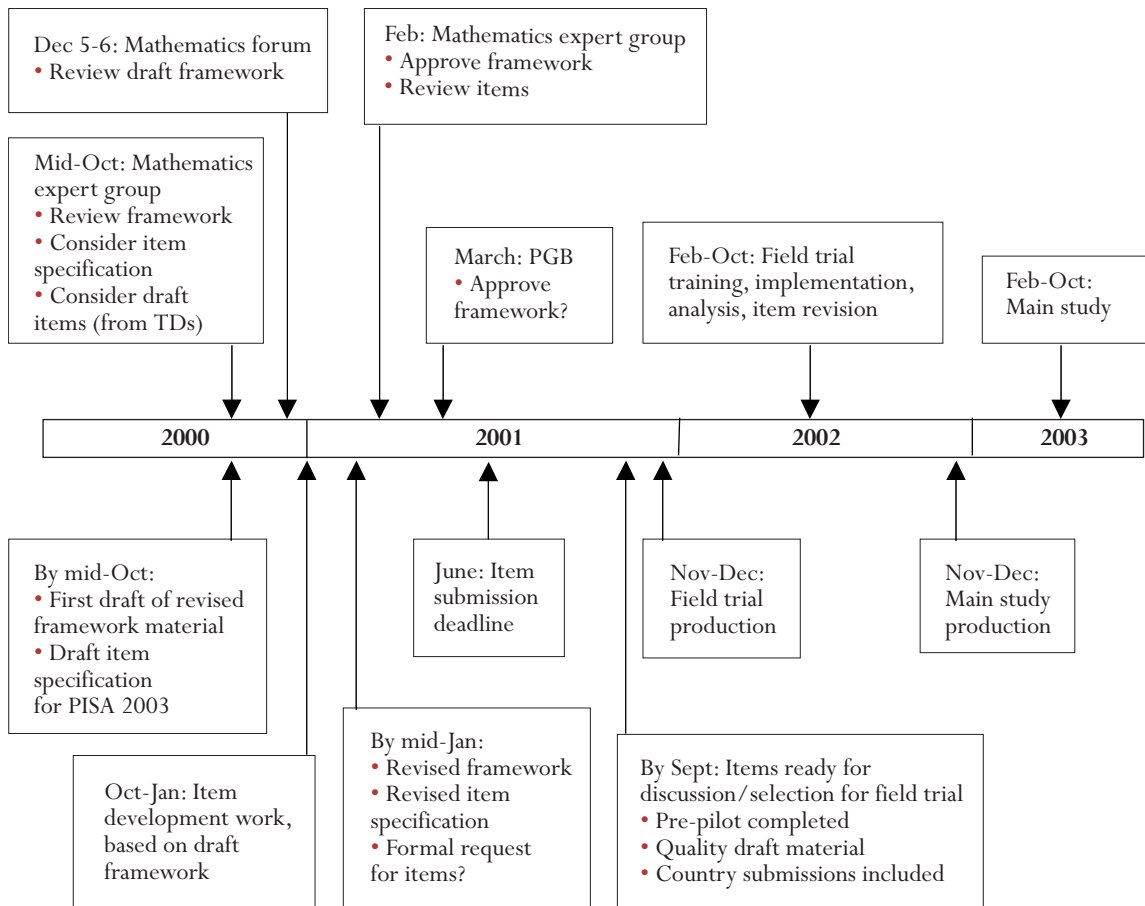 Dec 5-6: Mathematics forum
• Review draft framework
Feb: Mathematics expert group
• Approve framework
• Review items
Mid-Oct: Mathematics
expert group
• Review framework
• Consider item
specification
• Consider draft
items (from TDs)
March: PGB
• Approve
framework?
Feb-Oct: Field trial
training, implementation,
analysis, item revision
Feb-Oct:
Main study
2000
2001
2002
2003
By mid-Oct:
• First draft of revised
framework material
• Draft item
specification
for PISA 2003
June: Item
submission
deadline
Nov-Dec:
Field trial
production
Nov-Dec:
Main study
production
Oct-Jan: Item
development work,
based on draft
framework
By mid-Jan:
• Revised framework
• Revised item
specification
• Formal request
for items?
By Sept: Items ready for
discussion/selection for field trial
• Pre-pilot completed
• Quality draft material
• Country submissions included